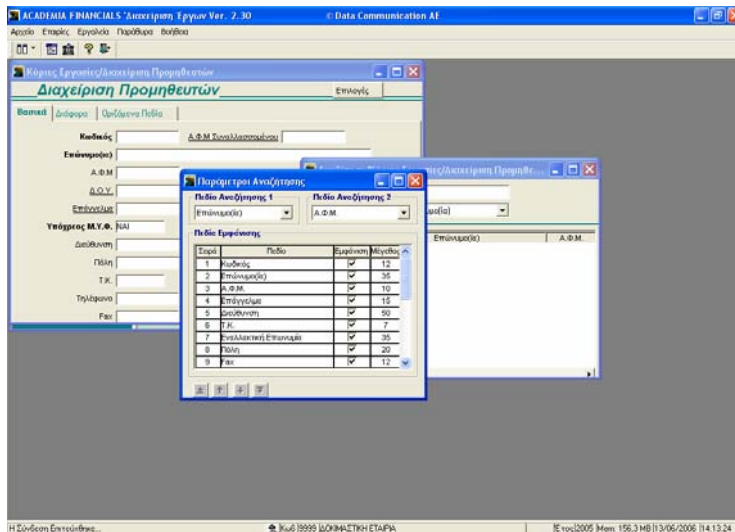 ACADEMIA FINANCIALS 'Διαχείριση Έργων Ver. 2.30 © Data Communication AE
Αρχείο Εταιρίες Εργαλεία Παράθυρα Βοήθεια
Κύριες Εργασίες/Διαχείριση Προμηθευτών
Διαχείριση Προμηθευτών
Επιλογές
Βασικά Διάφορα Οριζόμενα Πεδία
Κωδικός Α.Φ.Μ Συναλλασσομένου
Επώνυμο(ία)
Α.Φ.Μ
Δ.Ο.Υ.
Επάγγελμα
Υπόχρεος Μ.Υ.Φ. ΝΑΙ
Διεύθυνση
Πόλη
Τ.Κ.
Τηλέφωνο
Fax
Επώνυμο(ία) Α.Φ.Μ.
Παράμετροι Αναζήτησης
Πεδίο Αναζήτησης 1 Πεδίο Αναζήτησης 2
Επώνυμο(ία) Α.Φ.Μ.
Πεδίο Εμφάνισης
Σειρά Πεδίο Εμφάνιση Μέγεθος
1 Κωδικός 12
2 Επώνυμο(ία) 35
3 Α.Φ.Μ. 10
4 Επάγγελμα 15
5 Διεύθυνση 50
6 Τ.Κ. 7
7 Εναλλακτική Επωνυμία 35
8 Πόλη 20
9 Fax 12
Η Σύνδεση Επιτεύχθηκε... Κωδ 9999 ΔΟΚΙΜΑΣΤΙΚΗ ΕΤΑΙΡΙΑ Έτος 2005 Mem: 156.3 MB 13/06/2006 14:13:24